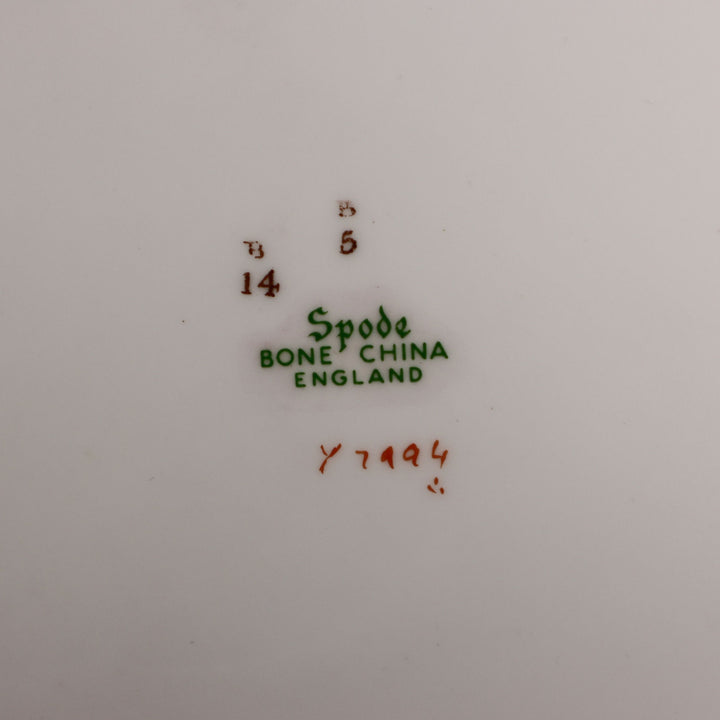 B
5
B
14
Spode
BONE CHINA
ENGLAND
Y7994